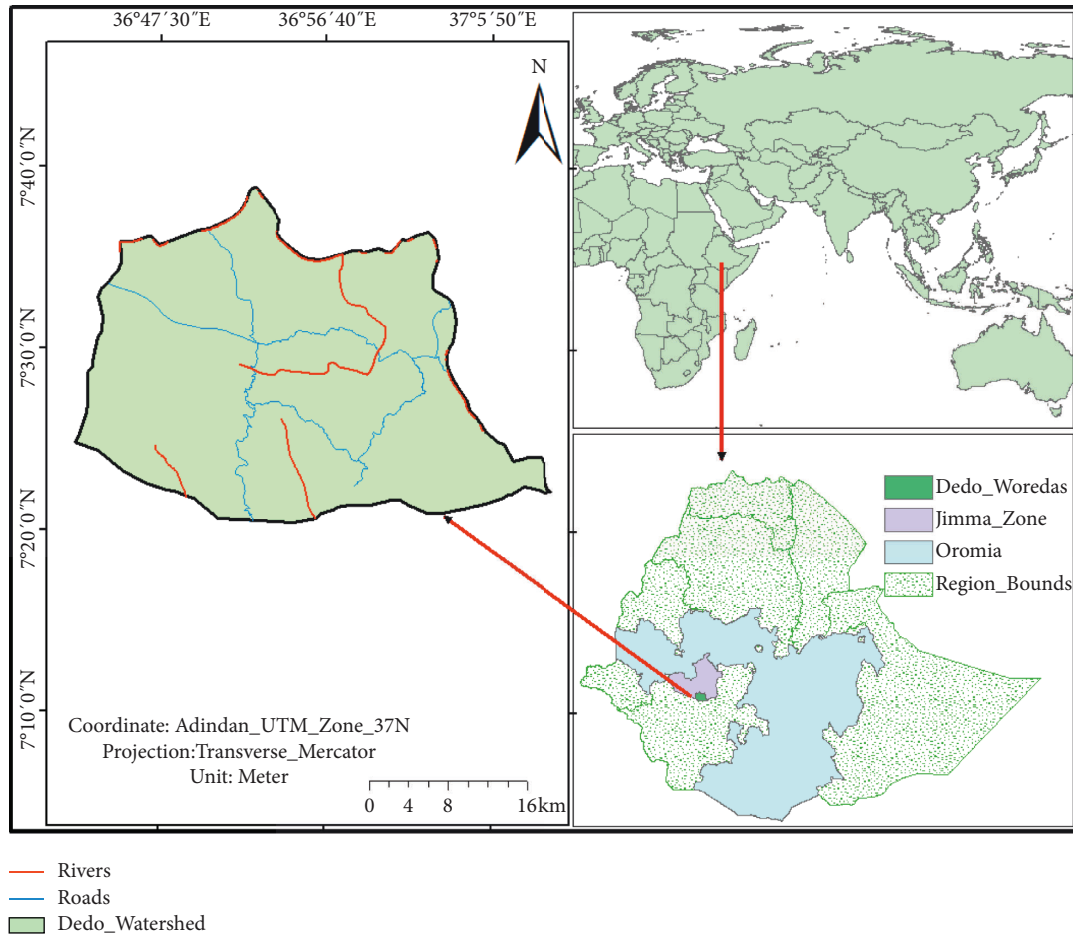 36°47′30″E 36°56′40″E 37°5′50″E
N
7°40′0″N
7°30′0″N
7°20′0″N
7°10′0″N
Coordinate: Adindan_UTM_Zone_37N
Projection:Transverse_Mercator
Unit: Meter
0 4 8 16km
Dedo_Woredas
Jimma_Zone
Oromia
Region_Bounds
Rivers
Roads
Dedo_Watershed